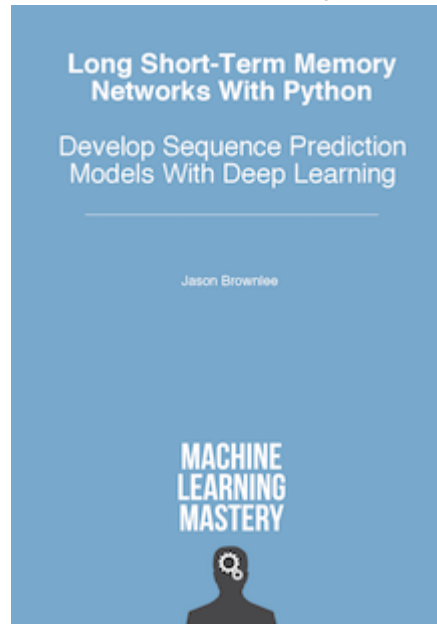 Long Short-Term Memory
Networks With Python
Develop Sequence Prediction
Models With Deep Learning
Jason Brownlee
MACHINE
LEARNING
MASTERY